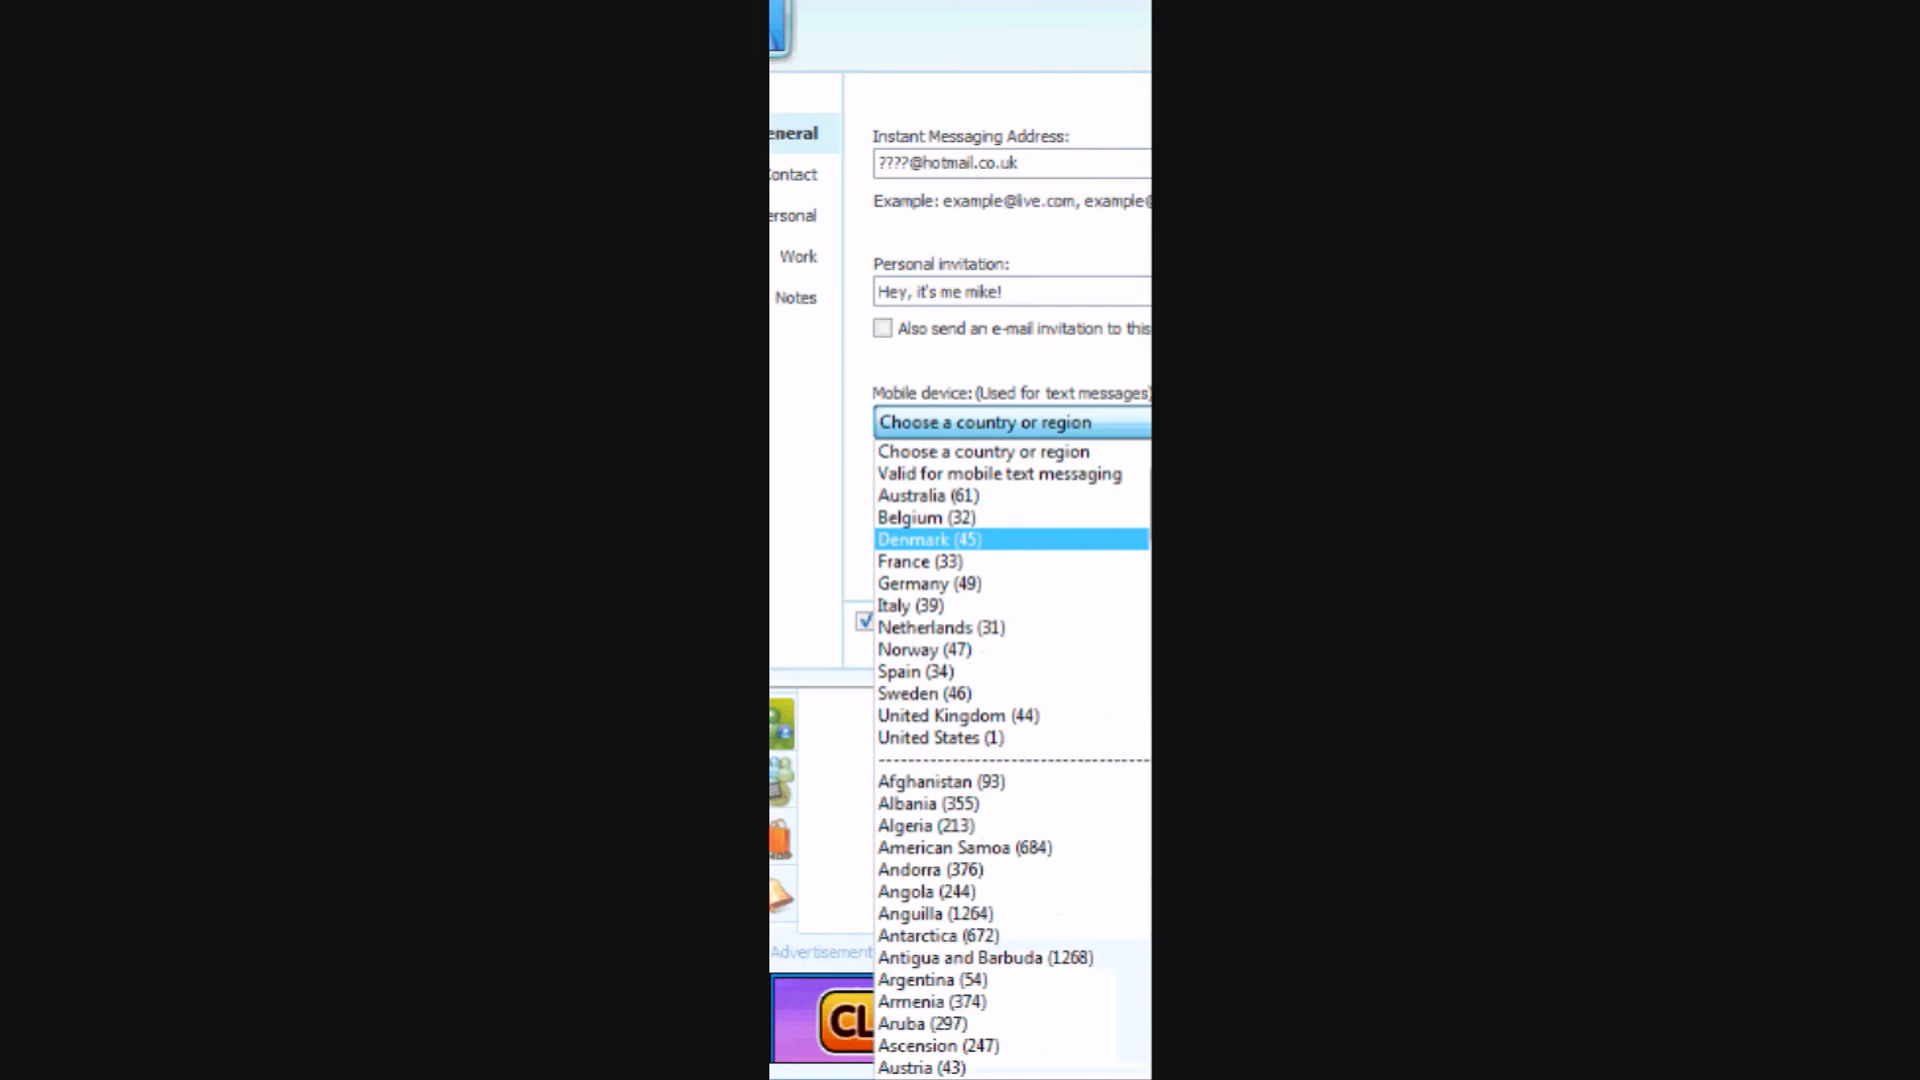 eneral
Contact
ersonal
Work
Notes
Instant Messaging Address:
????@hotmail.co.uk
Example: example@live.com, example@
Personal invitation:
Hey, it's me mike!
Also send an e-mail invitation to this
Mobile device: (Used for text messages)
Choose a country or region
Choose a country or region
Valid for mobile text messaging
Australia (61)
Belgium (32)
Denmark (45)
France (33)
Germany (49)
Italy (39)
Netherlands (31)
Norway (47)
Spain (34)
Sweden (46)
United Kingdom (44)
United States (1)
--------------------------------------
Afghanistan (93)
Albania (355)
Algeria (213)
American Samoa (684)
Andorra (376)
Angola (244)
Anguilla (1264)
Antarctica (672)
Antigua and Barbuda (1268)
Argentina (54)
Armenia (374)
Aruba (297)
Ascension (247)
Austria (43)
Advertisement
CL